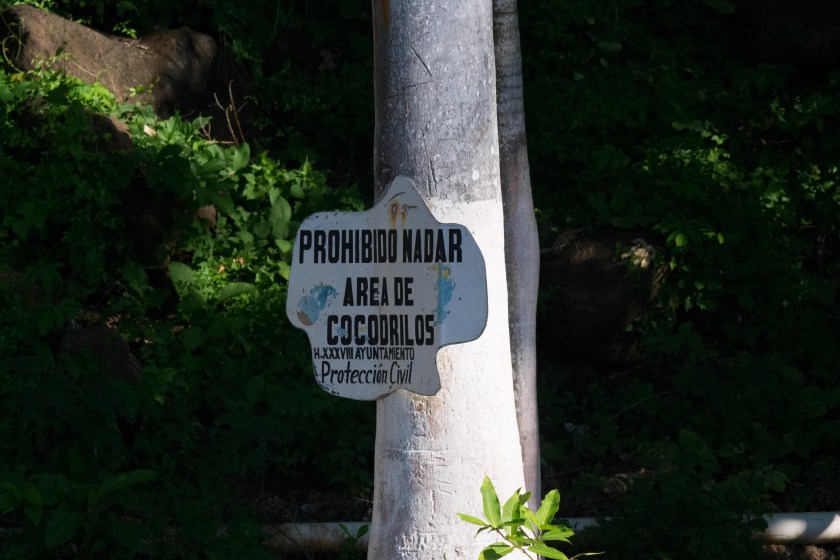 PROHIBIDO NADAR
AREA DE
COCODRILOS
H. XXXVIII AYUNTAMIENTO
Protección Civil